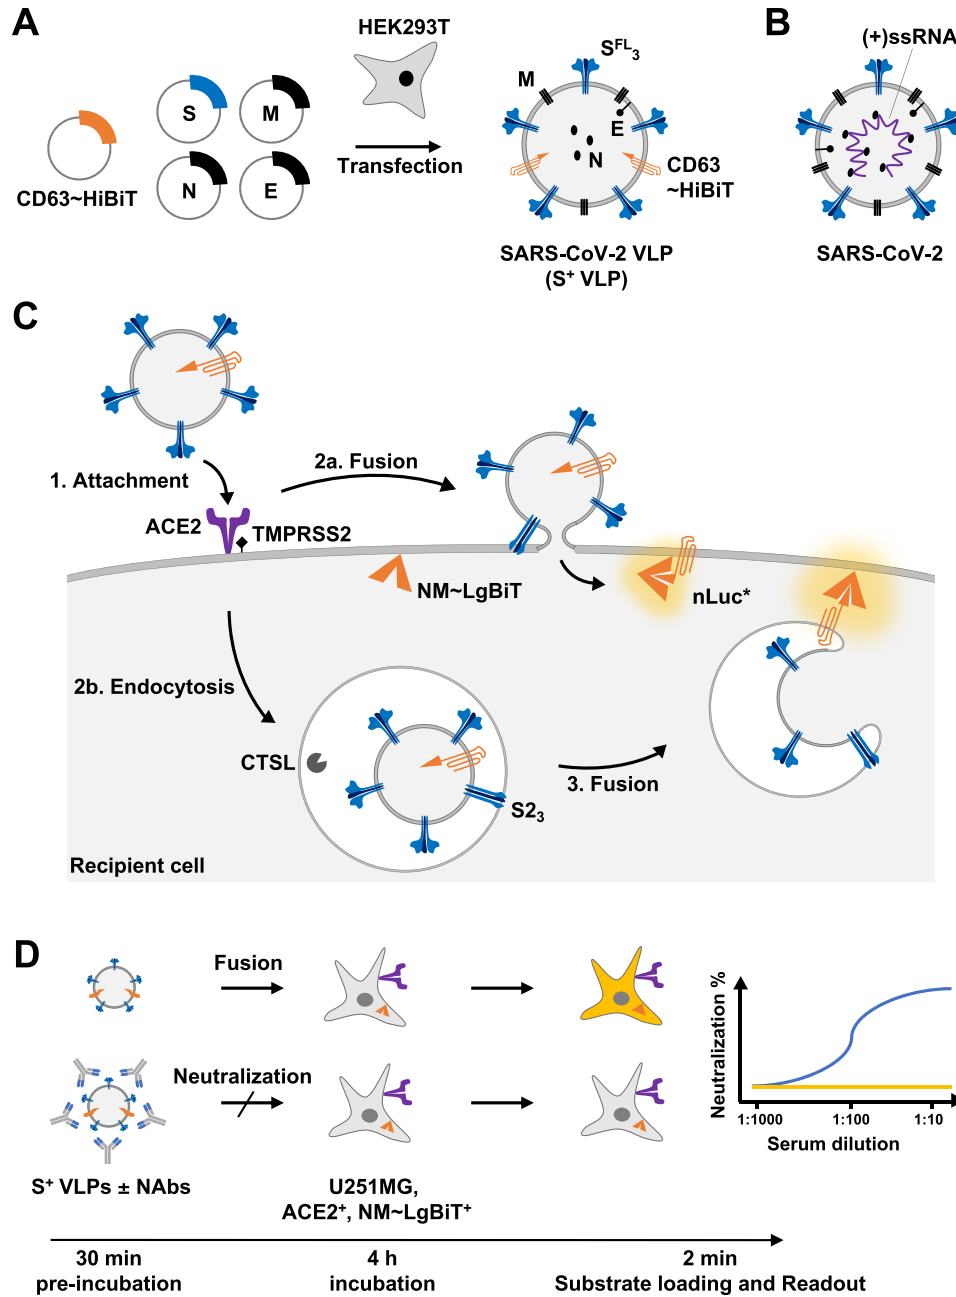 A
HEK293T
S^FL_3
M
S
M
E
N
N
E
Transfection
CD63~HiBiT
CD63
~HiBiT
SARS-CoV-2 VLP
(S+ VLP)
B
(+)ssRNA
SARS-CoV-2
C
1. Attachment
2a. Fusion
ACE2
TMPRSS2
NM~LgBiT
nLuc*
2b. Endocytosis
CTSL
S2_3
3. Fusion
Recipient cell
D
Fusion
Neutralization
S+ VLPs ± NAbs
U251MG,
ACE2+, NM~LgBiT+
Neutralization %
1:1000
1:100
1:10
Serum dilution
30 min
pre-incubation
4 h
incubation
2 min
Substrate loading and Readout